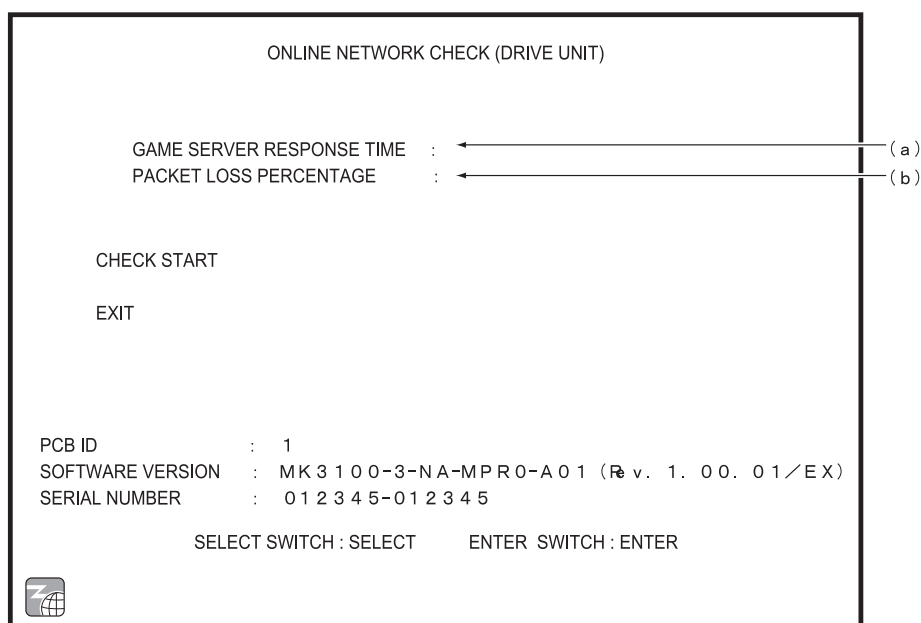 ONLINE NETWORK CHECK (DRIVE UNIT)
GAME SERVER RESPONSE TIME : (a)
PACKET LOSS PERCENTAGE : (b)
CHECK START
EXIT
PCB ID : 1
SOFTWARE VERSION : MK3100-3-NA-MPR0-A01 (Rev. 1. 00. 01/EX)
SERIAL NUMBER : 012345-012345
SELECT SWITCH : SELECT ENTER SWITCH : ENTER